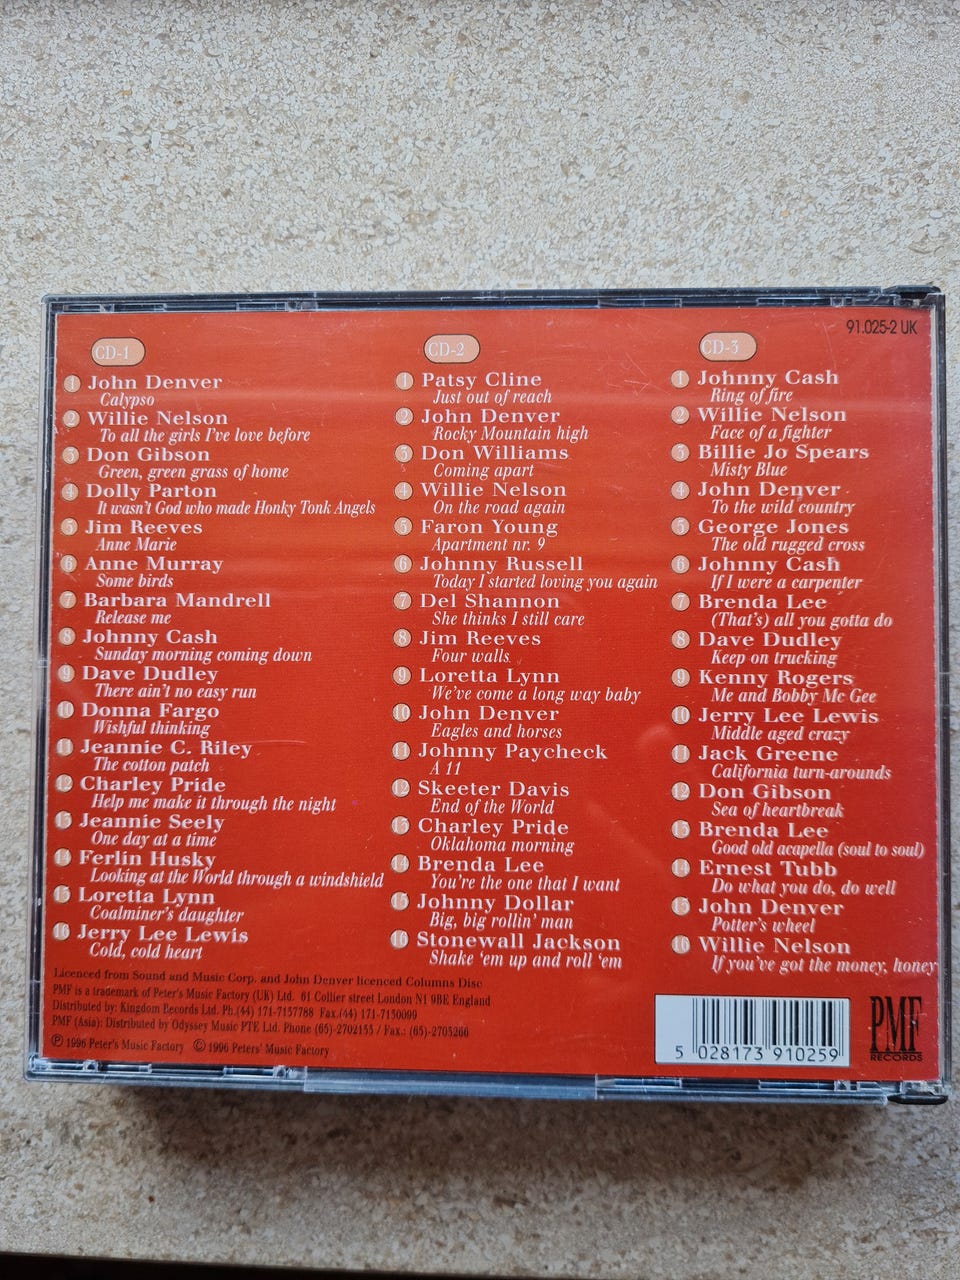 91.025-2 UK
CD-1
1 John Denver
Calypso
2 Willie Nelson
To all the girls I've love before
3 Don Gibson
Green, green grass of home
4 Dolly Parton
It wasn't God who made Honky Tonk Angels
5 Jim Reeves
Anne Marie
6 Anne Murray
Some birds
7 Barbara Mandrell
Release me
8 Johnny Cash
Sunday morning coming down
9 Dave Dudley
There ain't no easy run
10 Donna Fargo
Wishful thinking
11 Jeannie C. Riley
The cotton patch
12 Charley Pride
Help me make it through the night
13 Jeannie Seely
One day at a time
14 Ferlin Husky
Looking at the World through a windshield
15 Loretta Lynn
Coalminer's daughter
16 Jerry Lee Lewis
Cold, cold heart
CD-2
1 Patsy Cline
Just out of reach
2 John Denver
Rocky Mountain high
3 Don Williams
Coming apart
4 Willie Nelson
On the road again
5 Faron Young
Apartment nr. 9
6 Johnny Russell
Today I started loving you again
7 Del Shannon
She thinks I still care
8 Jim Reeves
Four walls
9 Loretta Lynn
We've come a long way baby
10 John Denver
Eagles and horses
11 Johnny Paycheck
A 11
12 Skeeter Davis
End of the World
13 Charley Pride
Oklahoma morning
14 Brenda Lee
You're the one that I want
15 Johnny Dollar
Big, big rollin' man
16 Stonewall Jackson
Shake 'em up and roll 'em
CD-3
1 Johnny Cash
Ring of fire
2 Willie Nelson
Face of a fighter
3 Billie Jo Spears
Misty Blue
4 John Denver
To the wild country
5 George Jones
The old rugged cross
6 Johnny Cash
If I were a carpenter
7 Brenda Lee
(That's) all you gotta do
8 Dave Dudley
Keep on trucking
9 Kenny Rogers
Me and Bobby Mc Gee
10 Jerry Lee Lewis
Middle aged crazy
11 Jack Greene
California turn-arounds
12 Don Gibson
Sea of heartbreak
13 Brenda Lee
Good old acapella (soul to soul)
14 Ernest Tubb
Do what you do, do well
15 John Denver
Potter's wheel
16 Willie Nelson
If you've got the money, honey
Licenced from Sound and Music Corp. and John Denver licenced Columns Disc
PMF is a trademark of Peter's Music Factory (UK) Ltd. 61 Collier street London N1 9BE England
Distributed by: Kingdom Records Ltd. Ph.(44) 171-7137788 Fax.(44) 171-7130099
PMF (Asia): Distributed by Odyssey Music PTE Ltd. Phone (65)-2702153 / Fax.: (65)-2703266
℗ 1996 Peter's Music Factory © 1996 Peters' Music Factory
5 028173 910259
PMF
RECORDS